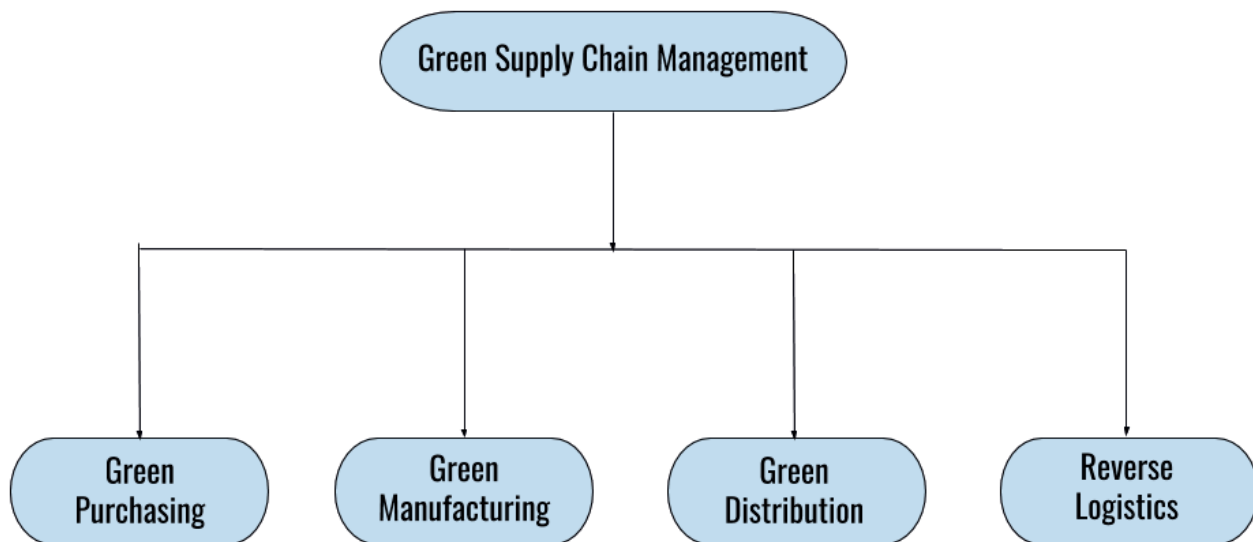 Green Supply Chain Management
Green
Purchasing
Green
Manufacturing
Green
Distribution
Reverse
Logistics